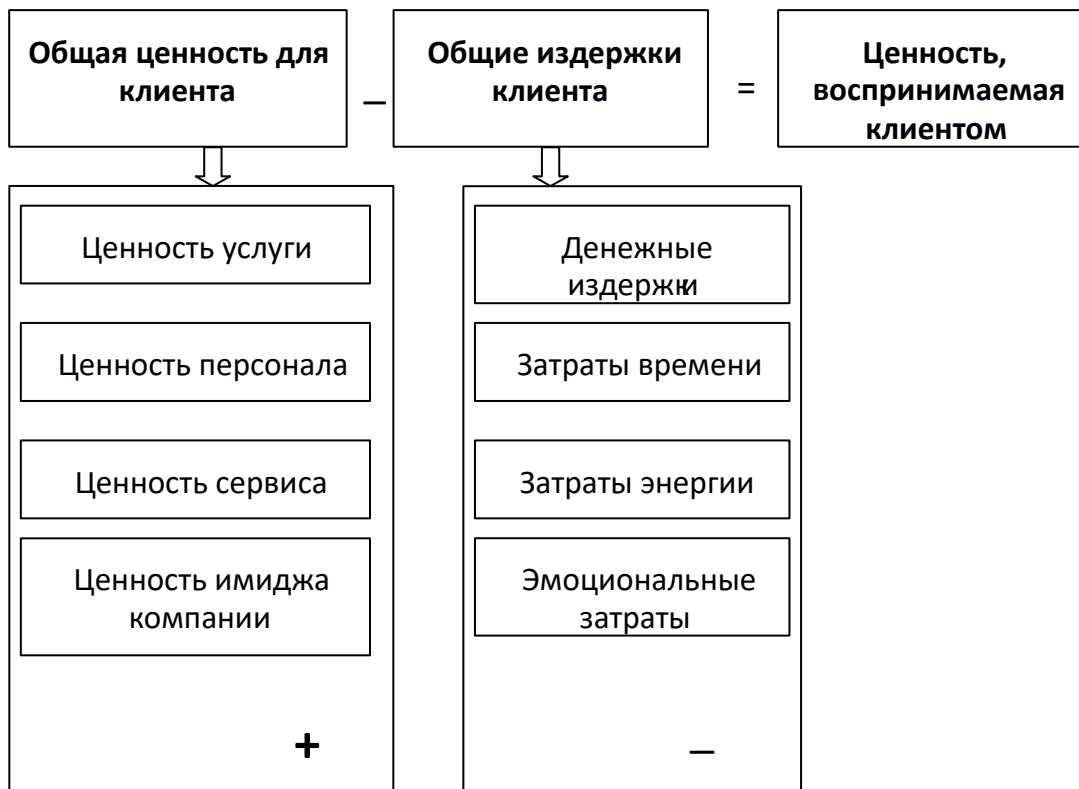 Общая ценность для
клиента
–
Общие издержки
клиента
=
Ценность,
воспринимаемая
клиентом
Ценность услуги
Ценность персонала
Ценность сервиса
Ценность имиджа
компании
+
Денежные
издержки
Затраты времени
Затраты энергии
Эмоциональные
затраты
–